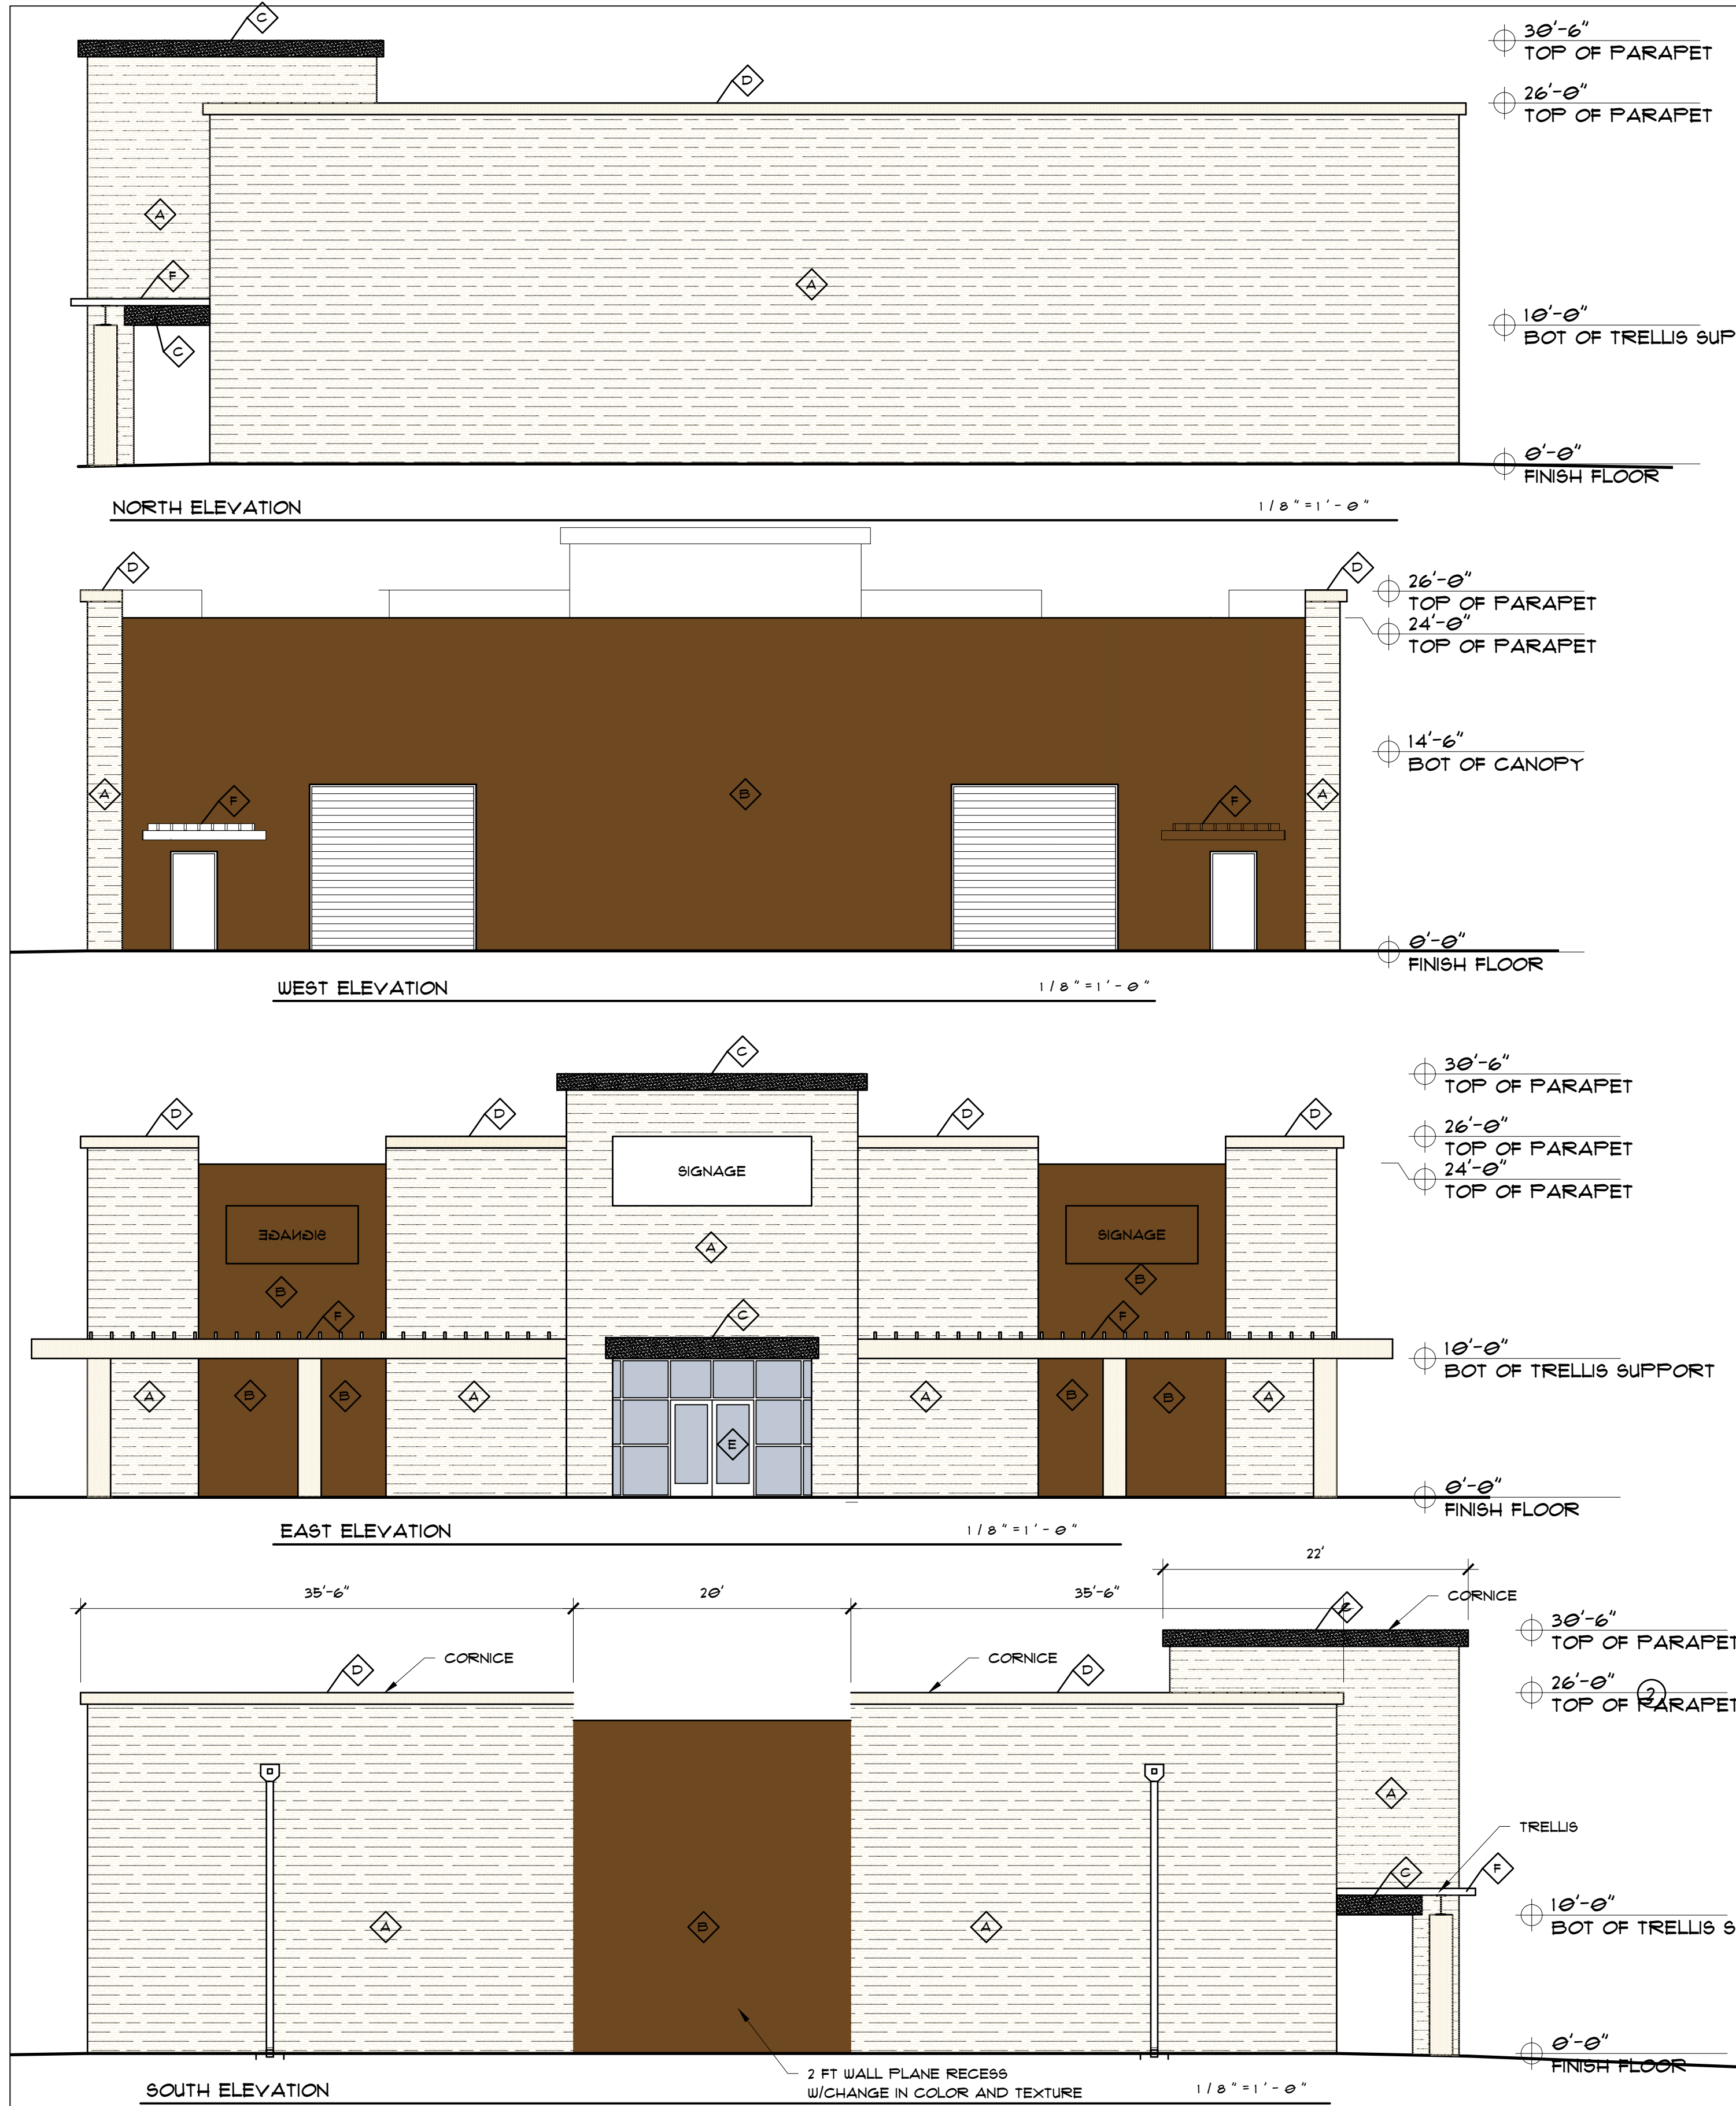 C
30'-6"
TOP OF PARAPET
D
26'-0"
TOP OF PARAPET
A
F
A
10'-0"
BOT OF TRELLIS SUP
C
0'-0"
FINISH FLOOR
NORTH ELEVATION
1/8"=1'-0"
D
D
26'-0"
TOP OF PARAPET
24'-0"
TOP OF PARAPET
14'-6"
BOT OF CANOPY
A
F
B
F
A
0'-0"
FINISH FLOOR
WEST ELEVATION
1/8"=1'-0"
C
30'-6"
TOP OF PARAPET
D
D
D
D
26'-0"
TOP OF PARAPET
24'-0"
TOP OF PARAPET
SIGNAGE
SIGNAGE
SIGNAGE
A
B
B
F
C
F
10'-0"
BOT OF TRELLIS SUPPORT
A
B
B
A
E
A
B
B
A
0'-0"
FINISH FLOOR
EAST ELEVATION
1/8"=1'-0"
22'
35'-6"
20'
35'-6"
CORNICE
30'-6"
TOP OF PARAPET
CORNICE
D
CORNICE
D
26'-0"
2
TOP OF PARAPET
A
TRELLIS
C
F
10'-0"
BOT OF TRELLIS S
A
B
A
0'-0"
FINISH FLOOR
2 FT WALL PLANE RECESS
W/CHANGE IN COLOR AND TEXTURE
SOUTH ELEVATION
1/8"=1'-0"